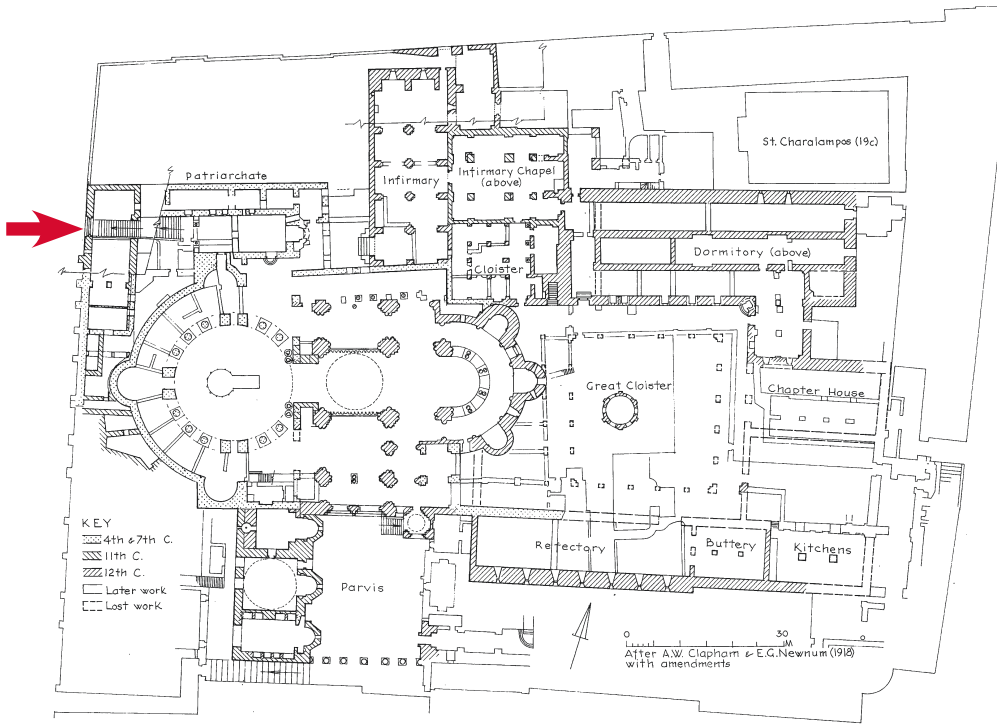 St. Charalampos (19c)
Patriarchate
Infirmary
Infirmary Chapel
(above)
Dormitory (above)
Cloister
Great Cloister
Chapter House
KEY
4th & 7th C.
11th C.
12th C.
Later work
Lost work
Refectory
Buttery
Kitchens
Parvis
0 30
M
After A.W. Clapham & E.G. Newnum (1918)
with amendments